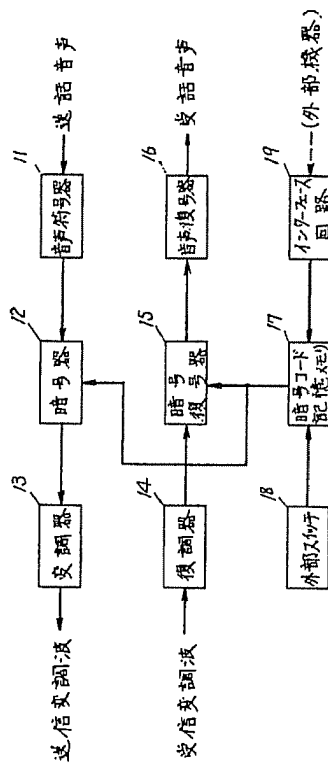 送話音声
11
音声符号器
12
暗号器
13
変調器
送信変調波
受信変調波
14
復調器
15
暗号
復号器
16
音声復号器
受話音声
18
外部スイッチ
17
暗号コード
記憶メモリ
19
インターフェース
回路
(外部機器)